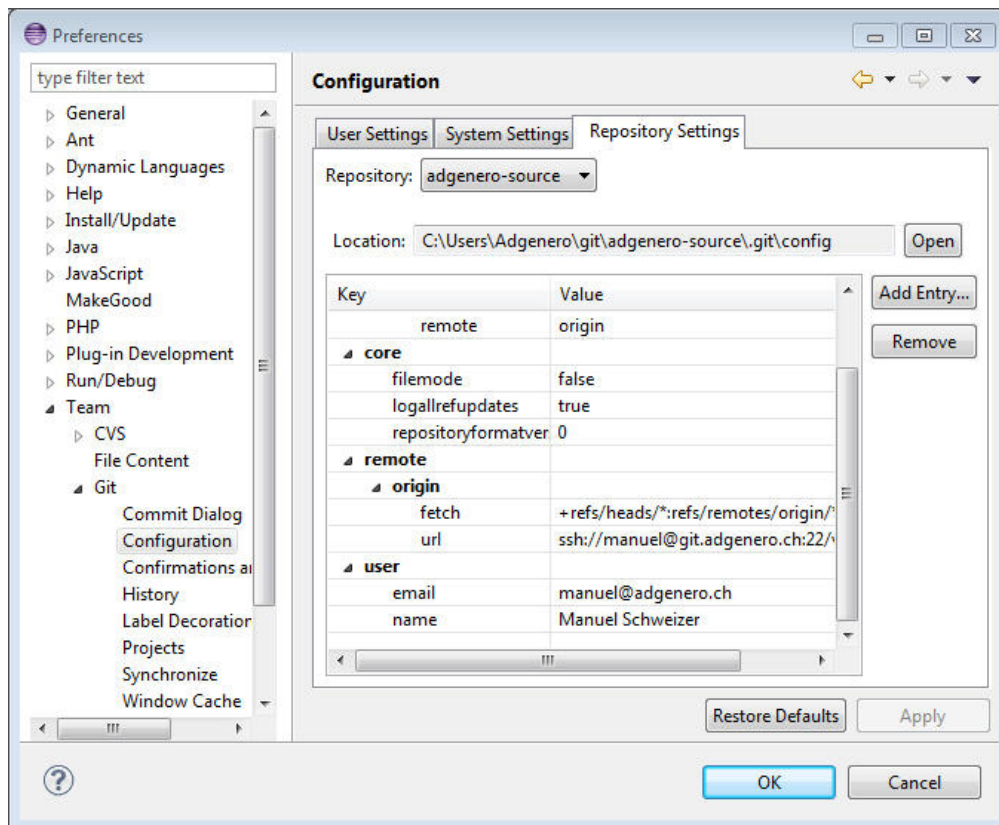 Preferences
type filter text
General
Ant
Dynamic Languages
Help
Install/Update
Java
JavaScript
MakeGood
PHP
Plug-in Development
Run/Debug
Team
CVS
File Content
Git
Commit Dialog
Configuration
Confirmations a
History
Label Decoration
Projects
Synchronize
Window Cache
Configuration
User Settings System Settings Repository Settings
Repository: adgenero-source
Location: C:\Users\Adgenero\git\adgenero-source\.git\config Open
Key Value Add Entry...
remote origin Remove
core
filemode false
logallrefupdates true
repositoryformatver 0
remote
origin
fetch +refs/heads/*:refs/remotes/origin/*
url ssh://manuel@git.adgenero.ch:22/
user
email manuel@adgenero.ch
name Manuel Schweizer
Restore Defaults Apply
? OK Cancel